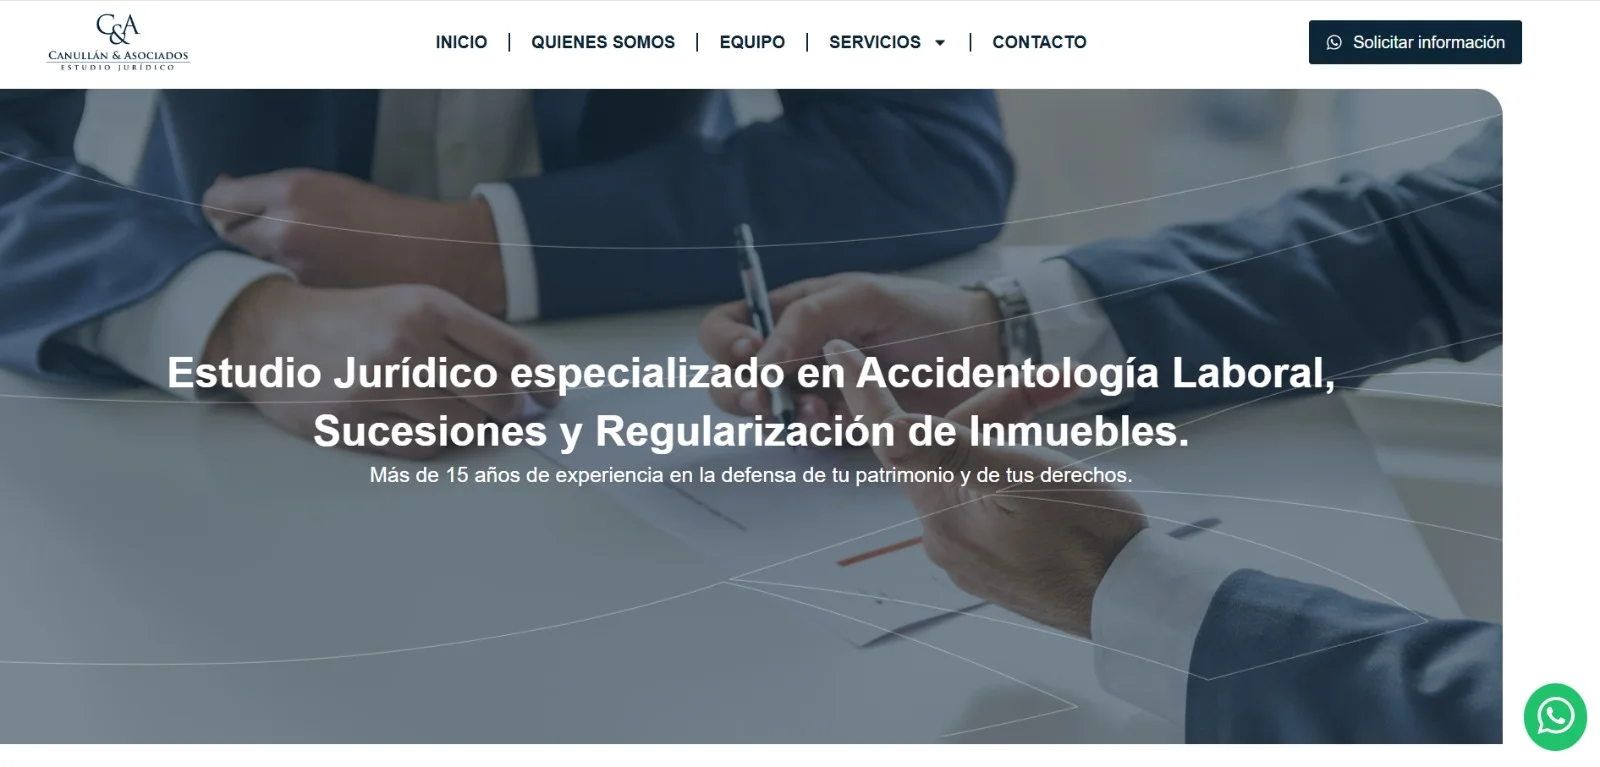 C&A
CANULLÁN & ASOCIADOS
ESTUDIO JURÍDICO
INICIO | QUIENES SOMOS | EQUIPO | SERVICIOS | CONTACTO
Solicitar información
Estudio Jurídico especializado en Accidentología Laboral,
Sucesiones y Regularización de Inmuebles.
Más de 15 años de experiencia en la defensa de tu patrimonio y de tus derechos.